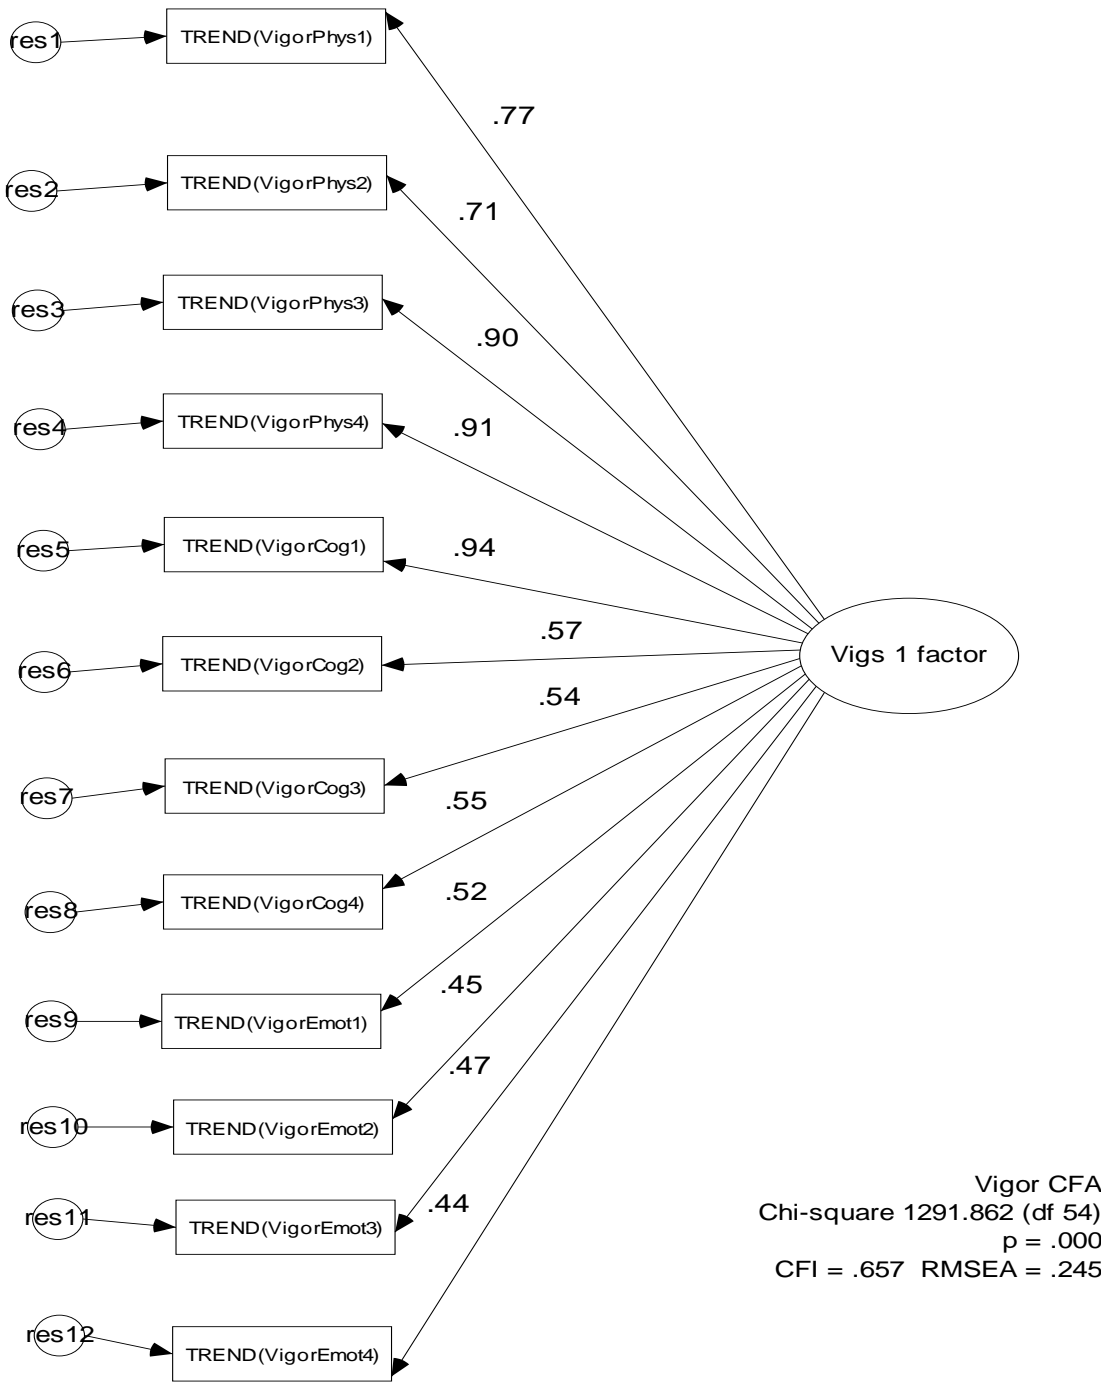 res1
TREND(VigorPhys1)
.77
res2
TREND(VigorPhys2)
.71
res3
TREND(VigorPhys3)
.90
res4
TREND(VigorPhys4)
.91
res5
TREND(VigorCog1)
.94
res6
TREND(VigorCog2)
.57
Vigs 1 factor
.54
res7
TREND(VigorCog3)
.55
res8
TREND(VigorCog4)
.52
res9
TREND(VigorEmot1)
.45
.47
res10
TREND(VigorEmot2)
res11
TREND(VigorEmot3)
.44
res12
TREND(VigorEmot4)
Vigor CFA
Chi-square 1291.862 (df 54)
p = .000
CFI = .657 RMSEA = .245